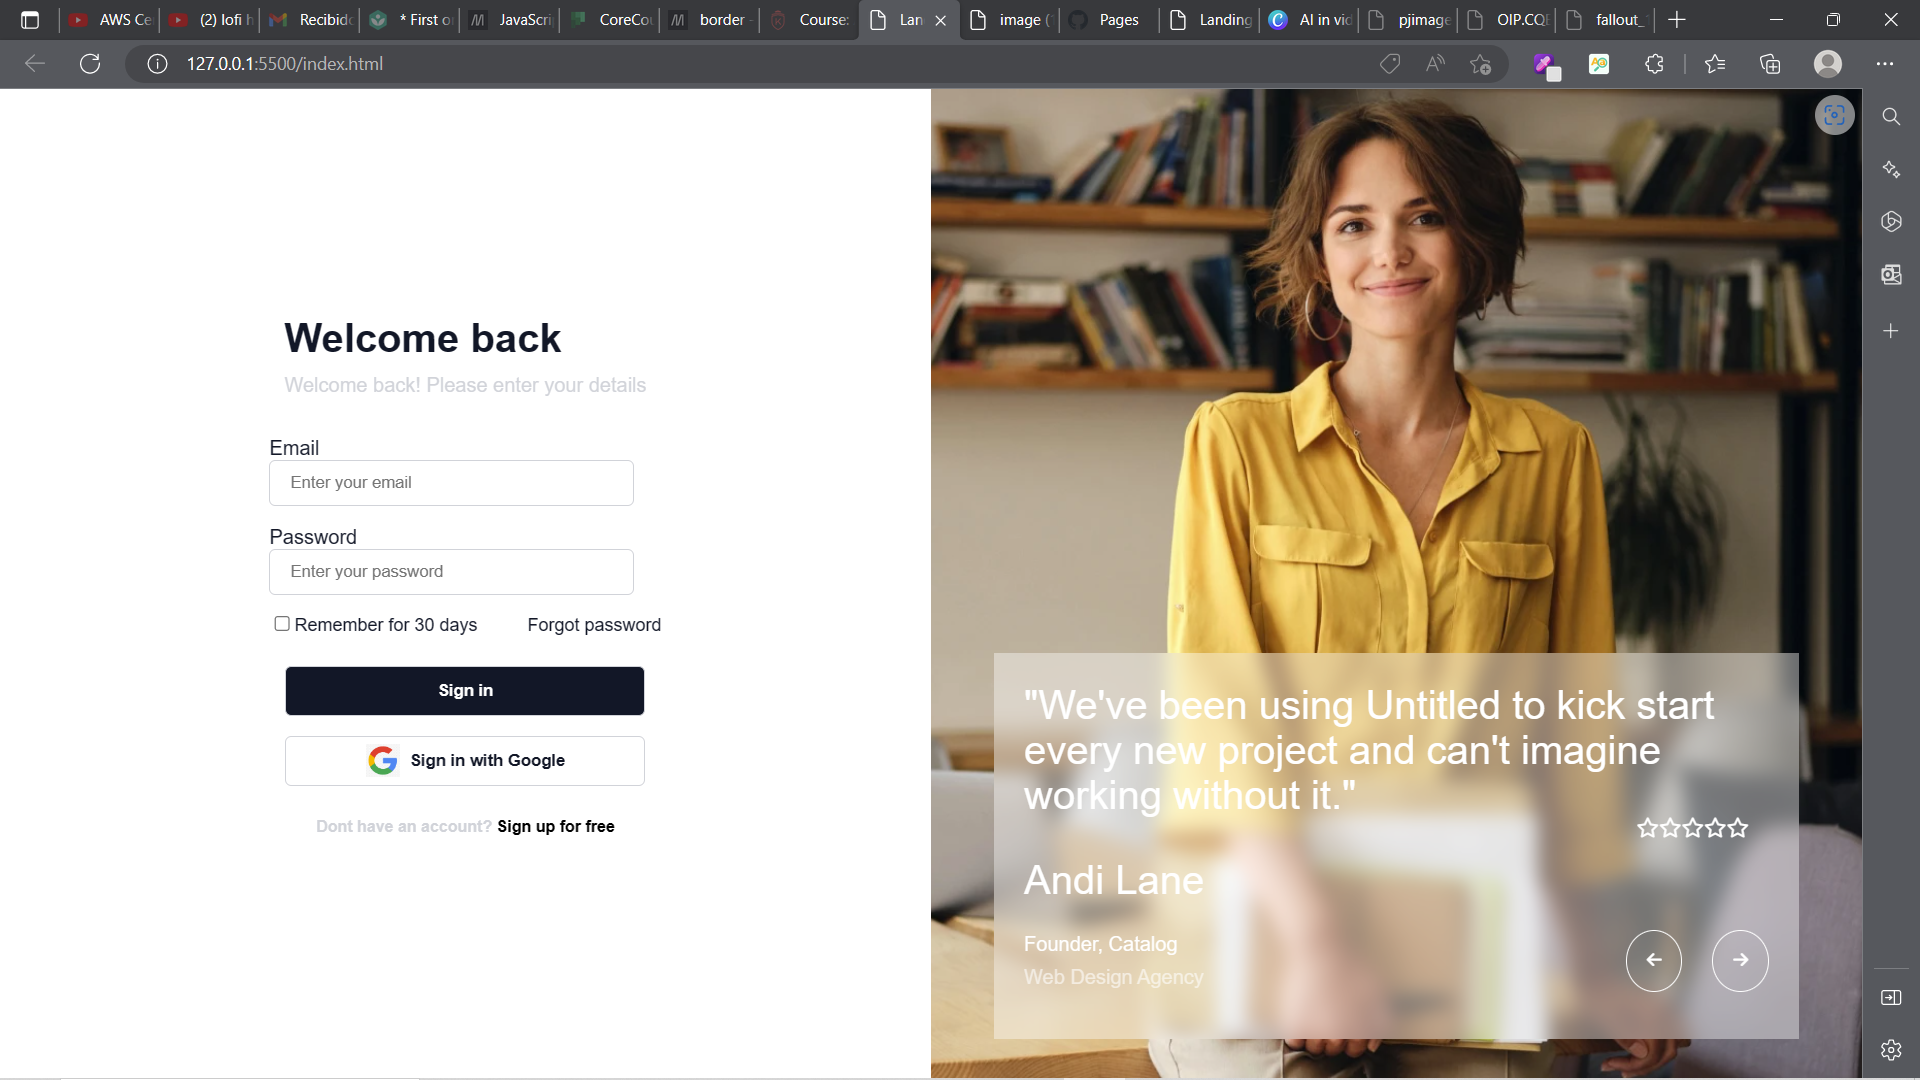 AWS Ce
(2) lofi h
Recibido
* First o
JavaScri
CoreCou
border -
Course:
Lan
image (
Pages
Landing
AI in vid
pjimage
OIP.CQE
fallout_
127.0.0.1:5500/index.html
Welcome back
Welcome back! Please enter your details
Email
Enter your email
Password
Enter your password
Remember for 30 days Forgot password
Sign in
Sign in with Google
Dont have an account? Sign up for free
"We've been using Untitled to kick start
every new project and can't imagine
working without it."
Andi Lane
Founder, Catalog
Web Design Agency